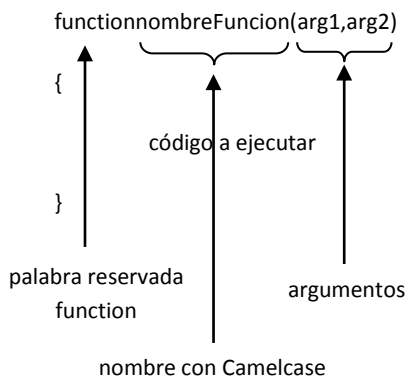 functionnombreFuncion(arg1,arg2)
{
código a ejecutar
}
palabra reservada
function
argumentos
nombre con Camelcase